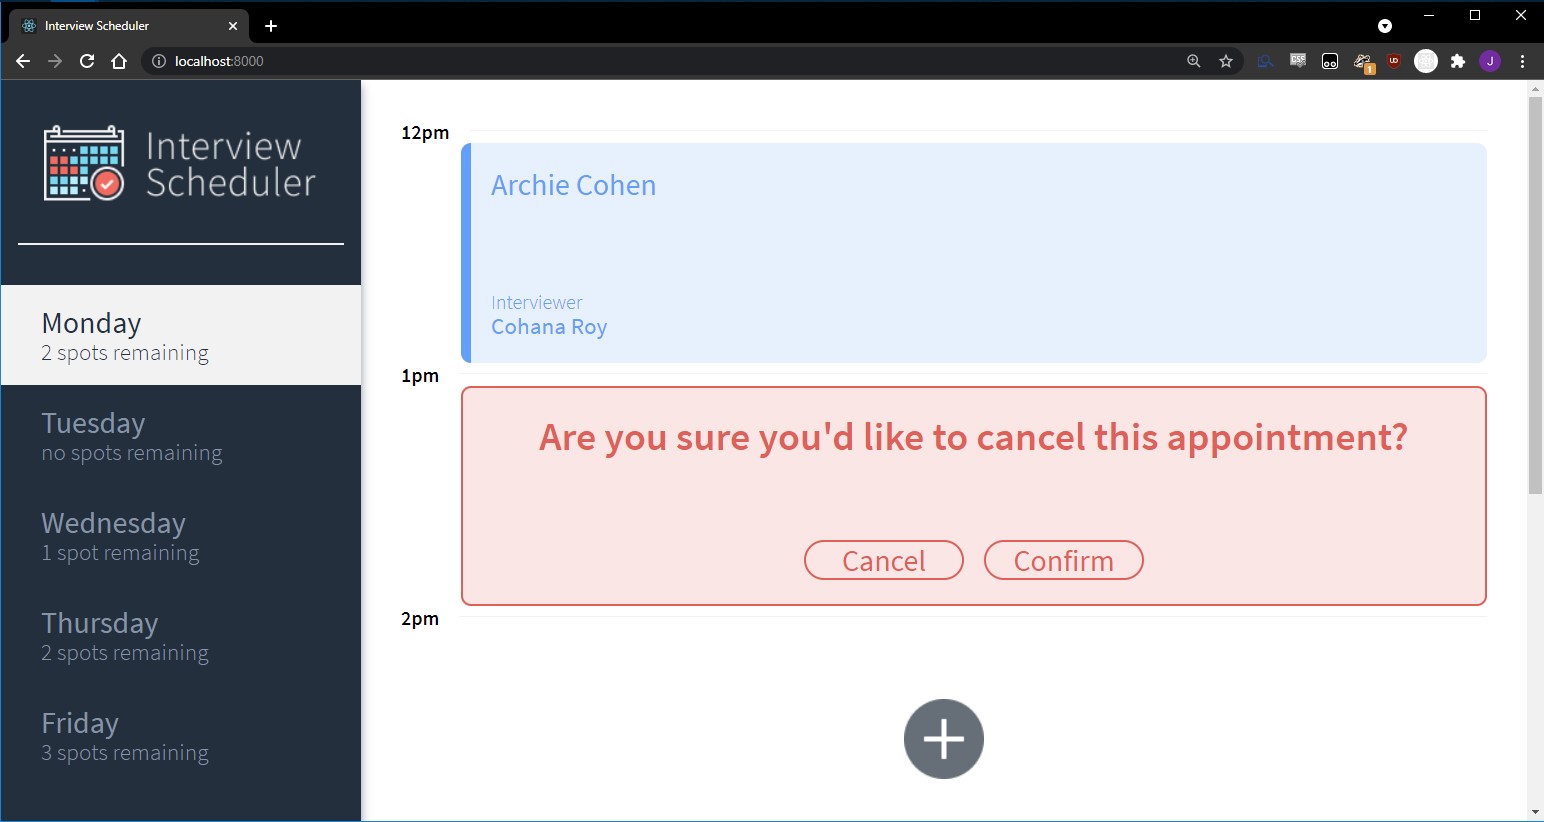 Interview Scheduler
localhost:8000
1
UD
J
Interview
Scheduler
Monday
2 spots remaining
Tuesday
no spots remaining
Wednesday
1 spot remaining
Thursday
2 spots remaining
Friday
3 spots remaining
12pm
Archie Cohen
Interviewer
Cohana Roy
1pm
Are you sure you'd like to cancel this appointment?
Cancel Confirm
2pm